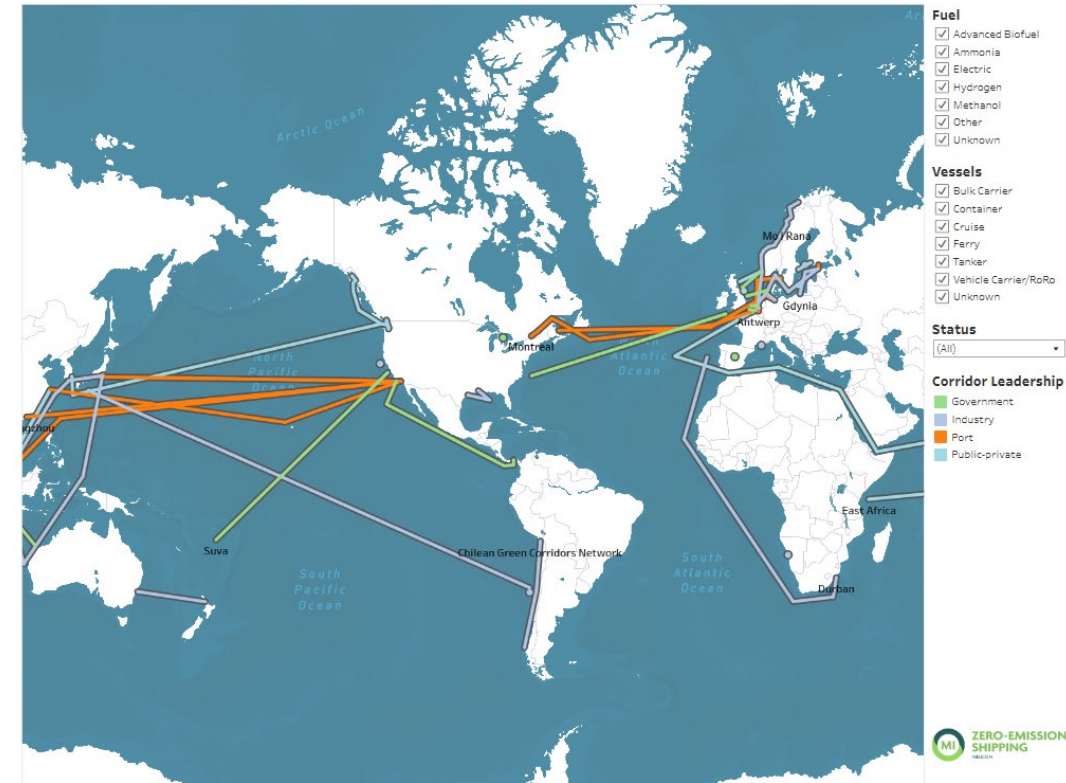 Arctic Ocean
Mo i Rana
Gdynia
Antwerp
Montreal
North
Atlantic
Ocean
North
Pacific
Ocean
East Africa
Suva
Chilean Green Corridors Network
South
Pacific
Ocean
South
Atlantic
Ocean
Durban
Fuel
Advanced Biofuel
Ammonia
Electric
Hydrogen
Methanol
Other
Unknown
Vessels
Bulk Carrier
Container
Cruise
Ferry
Tanker
Vehicle Carrier/RoRo
Unknown
Status
(All)
Corridor Leadership
Government
Industry
Port
Public-private
MI
ZERO-EMISSION
SHIPPING
MISSION